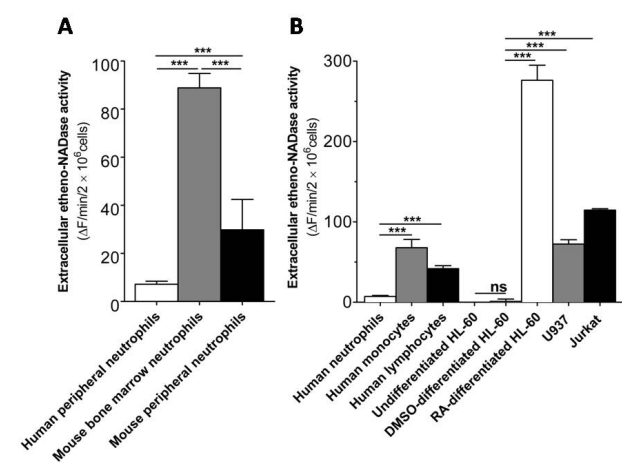 A
Extracellular etheno-NADase activity
(ΔF/min/2 × 10⁶cells)
100
80
60
40
20
0
***
***
***
Human peripheral neutrophils
Mouse bone marrow neutrophils
Mouse peripheral neutrophils
B
Extracellular etheno-NADase activity
(ΔF/min/2 × 10⁶cells)
300
200
100
0
***
***
***
***
***
ns
Human neutrophils
Human monocytes
Human lymphocytes
Undifferentiated HL-60
DMSO-differentiated HL-60
RA-differentiated HL-60
U937
Jurkat